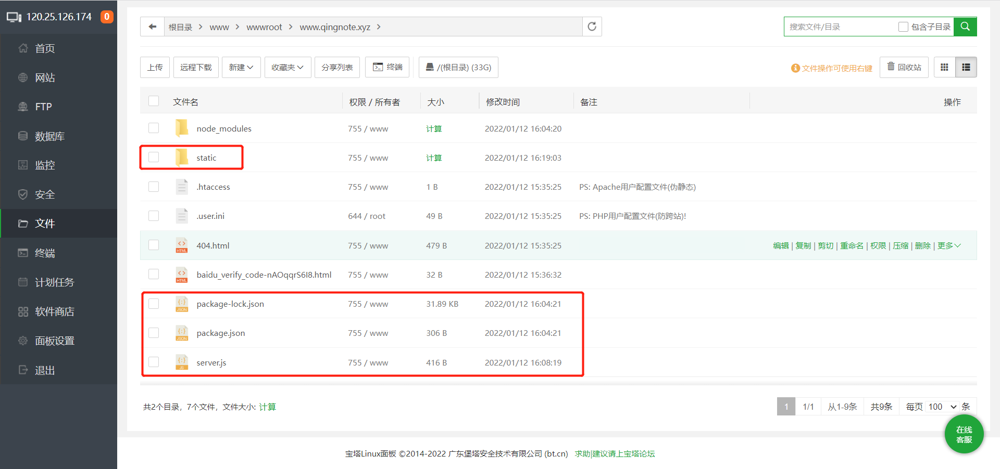 120.25.126.174 0
首页
网站
FTP
数据库
监控
安全
文件
终端
计划任务
软件商店
面板设置
退出
根目录 www wwwroot www.qingnote.xyz
搜索文件/目录 包含子目录
上传 远程下载 新建 收藏夹 分享列表 终端 /(根目录) (33G) 文件操作可使用右键 回收站
文件名 权限 / 所有者 大小 修改时间 备注 操作
node_modules 755 / www 计算 2022/01/12 16:04:20
static 755 / www 计算 2022/01/12 16:19:03
.htaccess 755 / www 1 B 2022/01/12 15:35:25 PS: Apache用户配置文件(伪静态)
.user.ini 644 / root 49 B 2022/01/12 15:35:25 PS: PHP用户配置文件(防跨站)!
HTML 404.html 755 / www 479 B 2022/01/12 15:35:25 编辑 | 复制 | 剪切 | 重命名 | 权限 | 压缩 | 删除 | 更多
HTML baidu_verify_code-nAOqqrS6I8.html 755 / www 32 B 2022/01/12 15:36:32
JSON package-lock.json 755 / www 31.89 KB 2022/01/12 16:04:21
JSON package.json 755 / www 306 B 2022/01/12 16:04:21
JS server.js 755 / www 416 B 2022/01/12 16:08:19
共2个目录，7个文件，文件大小: 计算
1 1/1 从1-9条 共9条 每页 100 条
在线
客服
宝塔Linux面板 ©2014-2022 广东堡塔安全技术有限公司 (bt.cn) 求助|建议请上宝塔论坛